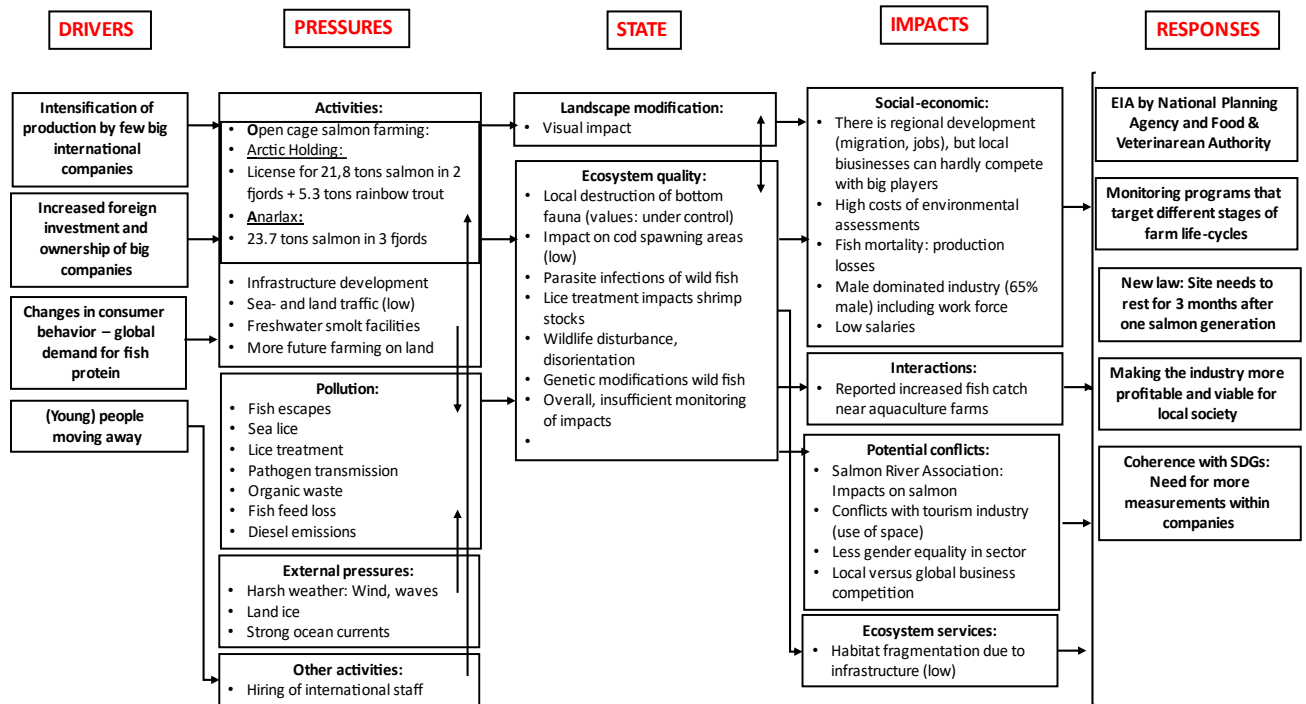 DRIVERS
PRESSURES
STATE
IMPACTS
RESPONSES
Intensification of
production by few big
international
companies
Increased foreign
investment and
ownership of big
companies
Changes in consumer
behavior – global
demand for fish
protein
(Young) people
moving away
Activities:
• Open cage salmon farming:
• Arctic Holding:
• License for 21,8 tons salmon in 2
fjords + 5.3 tons rainbow trout
• Anarlax:
• 23.7 tons salmon in 3 fjords
• Infrastructure development
• Sea- and land traffic (low)
• Freshwater smolt facilities
• More future farming on land
Pollution:
• Fish escapes
• Sea lice
• Lice treatment
• Pathogen transmission
• Organic waste
• Fish feed loss
• Diesel emissions
External pressures:
• Harsh weather: Wind, waves
• Land ice
• Strong ocean currents
Other activities:
• Hiring of international staff
Landscape modification:
• Visual impact
Ecosystem quality:
• Local destruction of bottom
fauna (values: under control)
• Impact on cod spawning areas
(low)
• Parasite infections of wild fish
• Lice treatment impacts shrimp
stocks
• Wildlife disturbance,
disorientation
• Genetic modifications wild fish
• Overall, insufficient monitoring
of impacts
•
Social-economic:
• There is regional development
(migration, jobs), but local
biusinesses can hardly compete
with big players
• High costs of environmental
assessments
• Fish mortality: production
losses
• Male dominated industry (65%
male) including work force
• Low salaries
Interactions:
• Reported increased fish catch
near aquaculture farms
Potential conflicts:
• Salmon River Association:
Impacts on salmon
• Conflicts with tourism industry
(use of space)
• Less gender equality in sector
• Local versus global business
competition
Ecosystem services:
• Habitat fragmentation due to
infrastructure (low)
EIA by National Planning
Agency and Food &
Veterinarean Authority
Monitoring programs that
target different stages of
farm life-cycles
New law: Site needs to
rest for 3 months after
one salmon generation
Making the industry more
profitable and viable for
local society
Coherence with SDGs:
Need for more
measurements within
companies